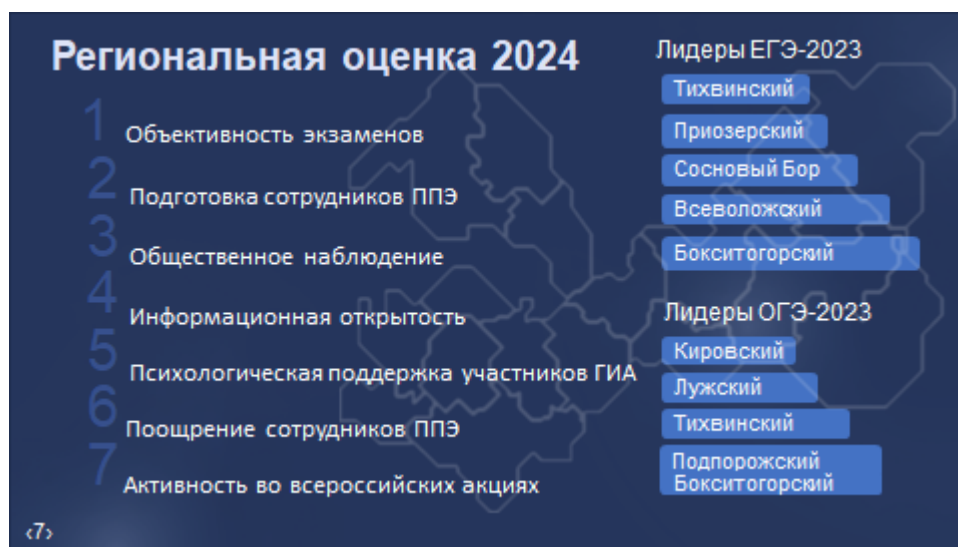 Региональная оценка 2024
1 Объективность экзаменов
2 Подготовка сотрудников ППЭ
3 Общественное наблюдение
4 Информационная открытость
5 Психологическая поддержка участников ГИА
6 Поощрение сотрудников ППЭ
7 Активность во всероссийских акциях
Лидеры ЕГЭ-2023
Тихвинский
Приозерский
Сосновый Бор
Всеволожский
Бокситогорский
Лидеры ОГЭ-2023
Кировский
Лужский
Тихвинский
Подпорожский
Бокситогорский
‹7›